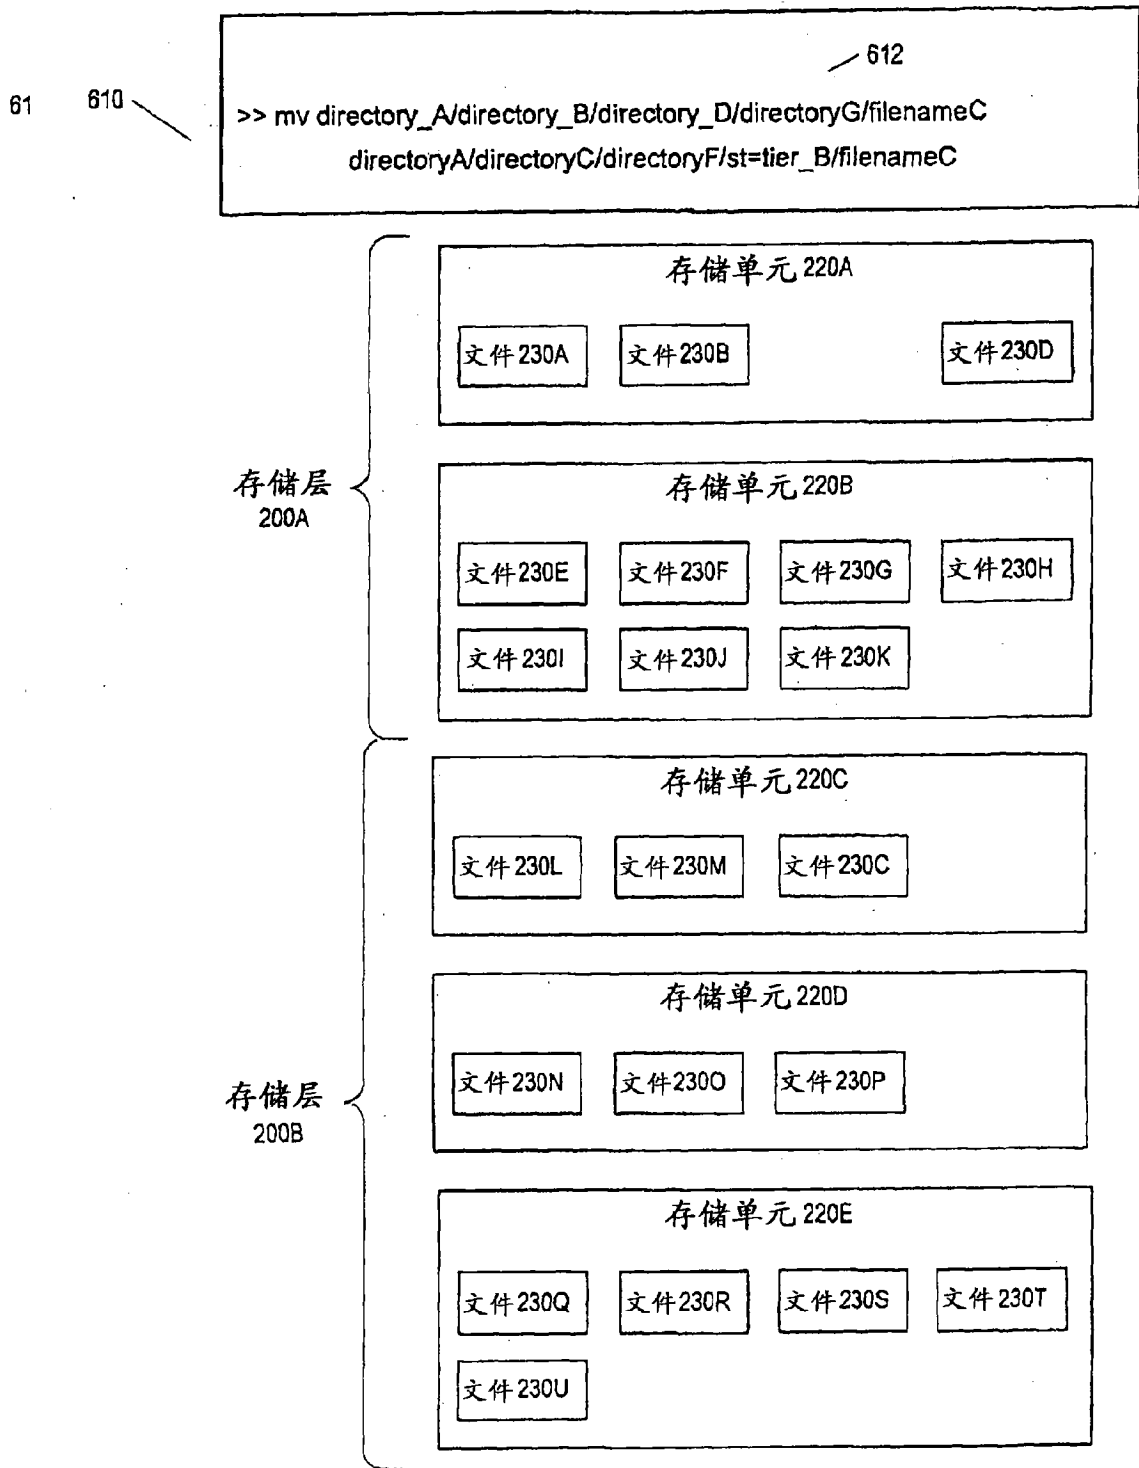 612
61 610
>> mv directory_A/directory_B/directory_D/directoryG/filenameC
directoryA/directoryC/directoryF/st=tier_B/filenameC
存储单元 220A
文件 230A 文件 230B 文件 230D
存储层
200A
存储单元 220B
文件 230E 文件 230F 文件 230G 文件 230H
文件 230I 文件 230J 文件 230K
存储单元 220C
文件 230L 文件 230M 文件 230C
存储单元 220D
文件 230N 文件 230O 文件 230P
存储层
200B
存储单元 220E
文件 230Q 文件 230R 文件 230S 文件 230T
文件 230U